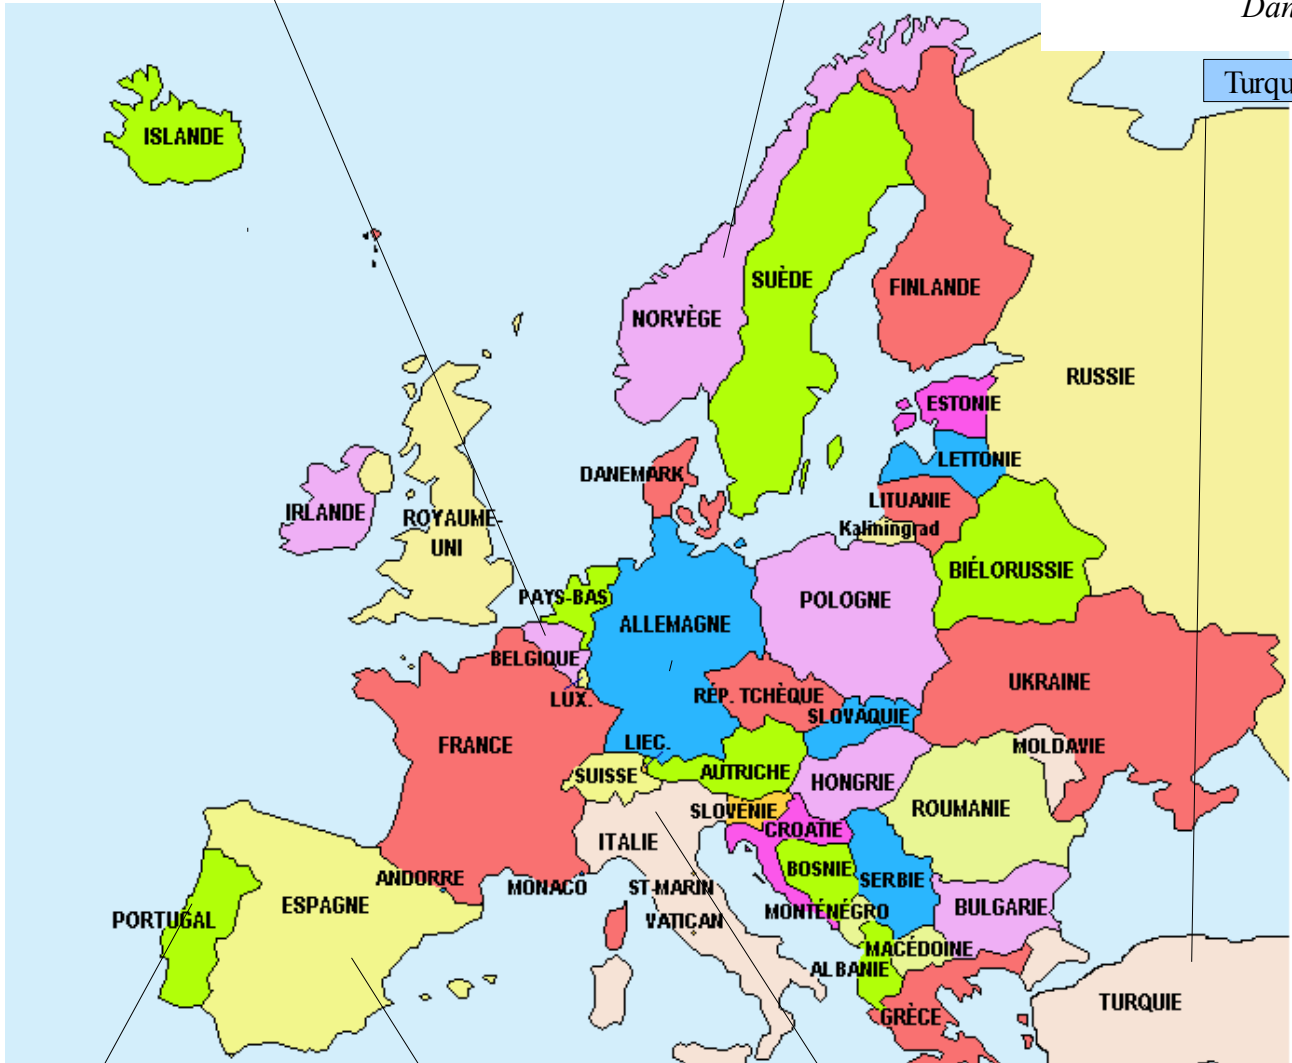 Dan
Turqu
ISLANDE
SUÈDE
FINLANDE
NORVÈGE
RUSSIE
ESTONIE
LETTONIE
DANEMARK
LITUANIE
IRLANDE
ROYAUME-
UNI
Kaliningrad
BIÉLORUSSIE
PAYS-BAS
POLOGNE
ALLEMAGNE
BELGIQUE
UKRAINE
LUX.
RÉP. TCHÈQUE
SLOVAQUIE
FRANCE
LIEC.
MOLDAVIE
SUISSE
AUTRICHE
HONGRIE
ROUMANIE
SLOVÉNIE
CROATIE
ITALIE
BOSNIE
SERBIE
ANDORRE
MONACO
ST-MARIN
ESPAGNE
PORTUGAL
VATICAN
MONTÉNÉGRO
BULGARIE
MACÉDOINE
ALBANIE
TURQUIE
GRÈCE